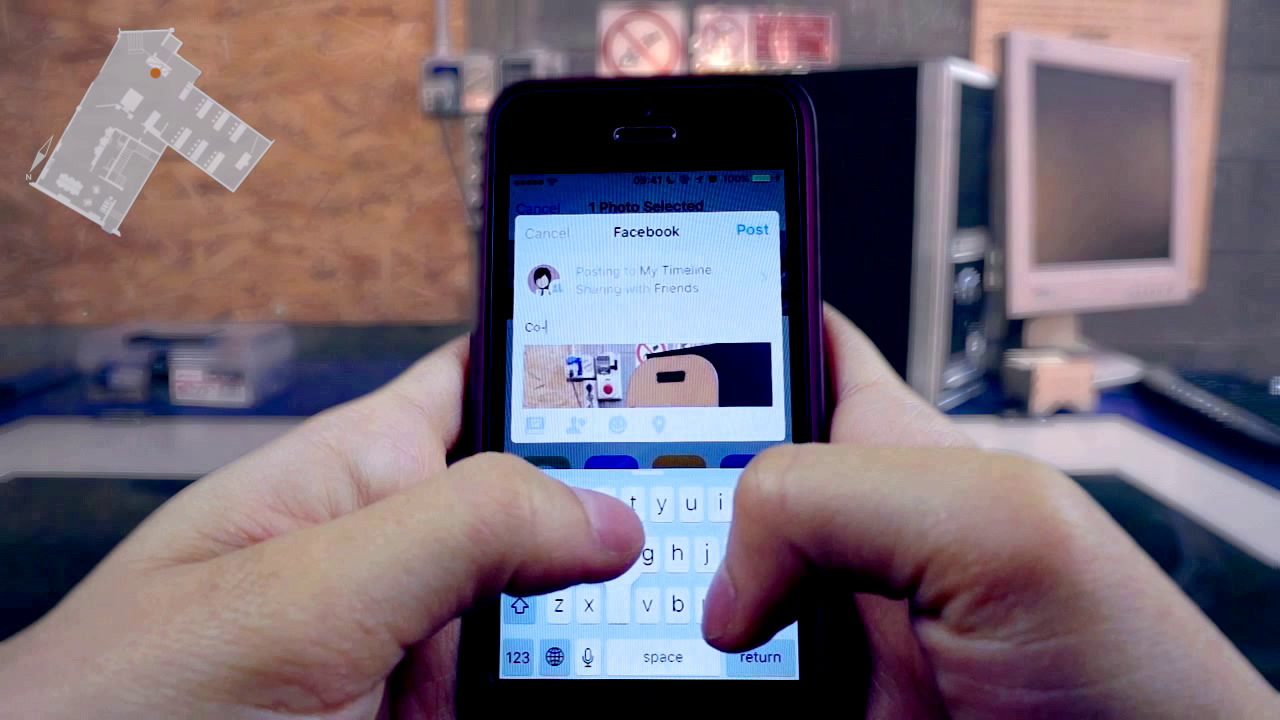 N
09:41 100%
Cancel 1 Photo Selected
Cancel Facebook Post
Posting to My Timeline
Sharing with Friends
Co-
t y u i
g h j
z x v b
123 space return